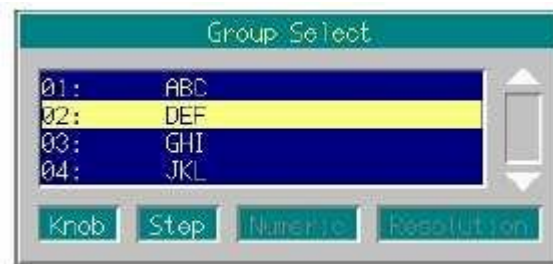 Group Select
01: ABC
02: DEF
03: GHI
04: JKL
Knob Step Numeric Resolution